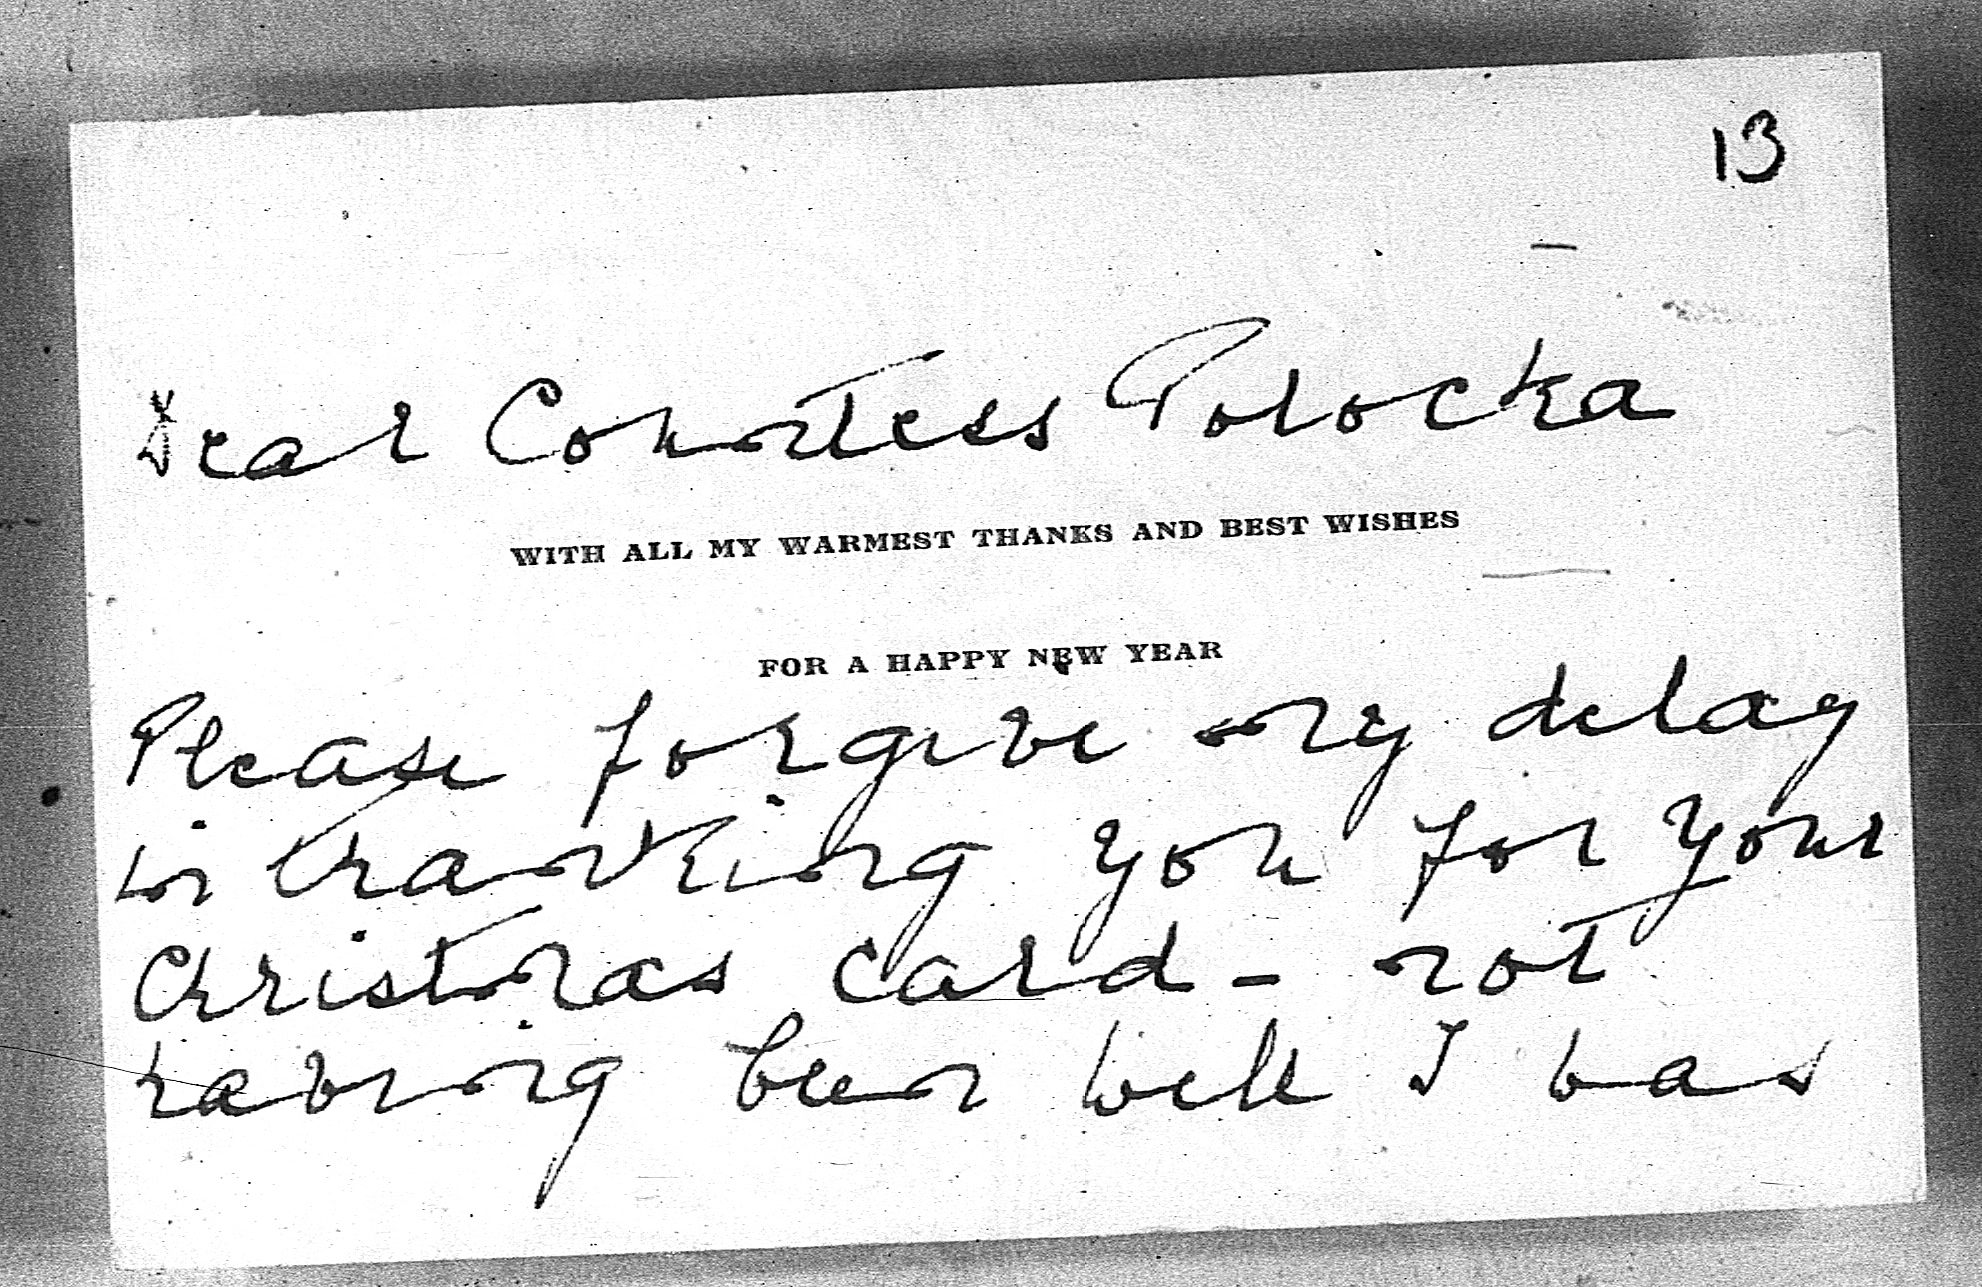 13
Dear Countess Polocka
WITH ALL MY WARMEST THANKS AND BEST WISHES
FOR A HAPPY NEW YEAR
Please forgive my delay
in thanking you for your
Christmas card - not
having been well I was